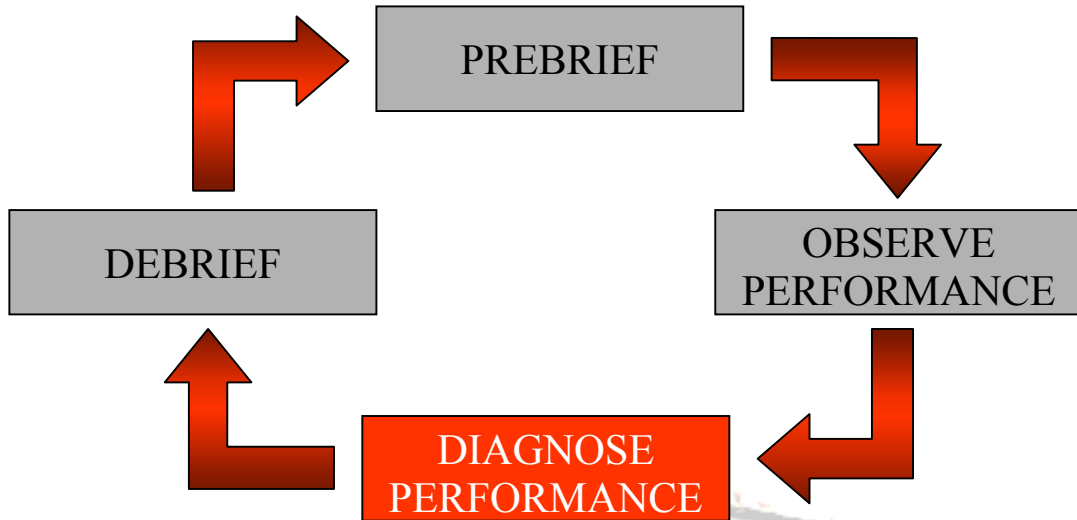 PREBRIEF
OBSERVE
PERFORMANCE
DIAGNOSE
PERFORMANCE
DEBRIEF